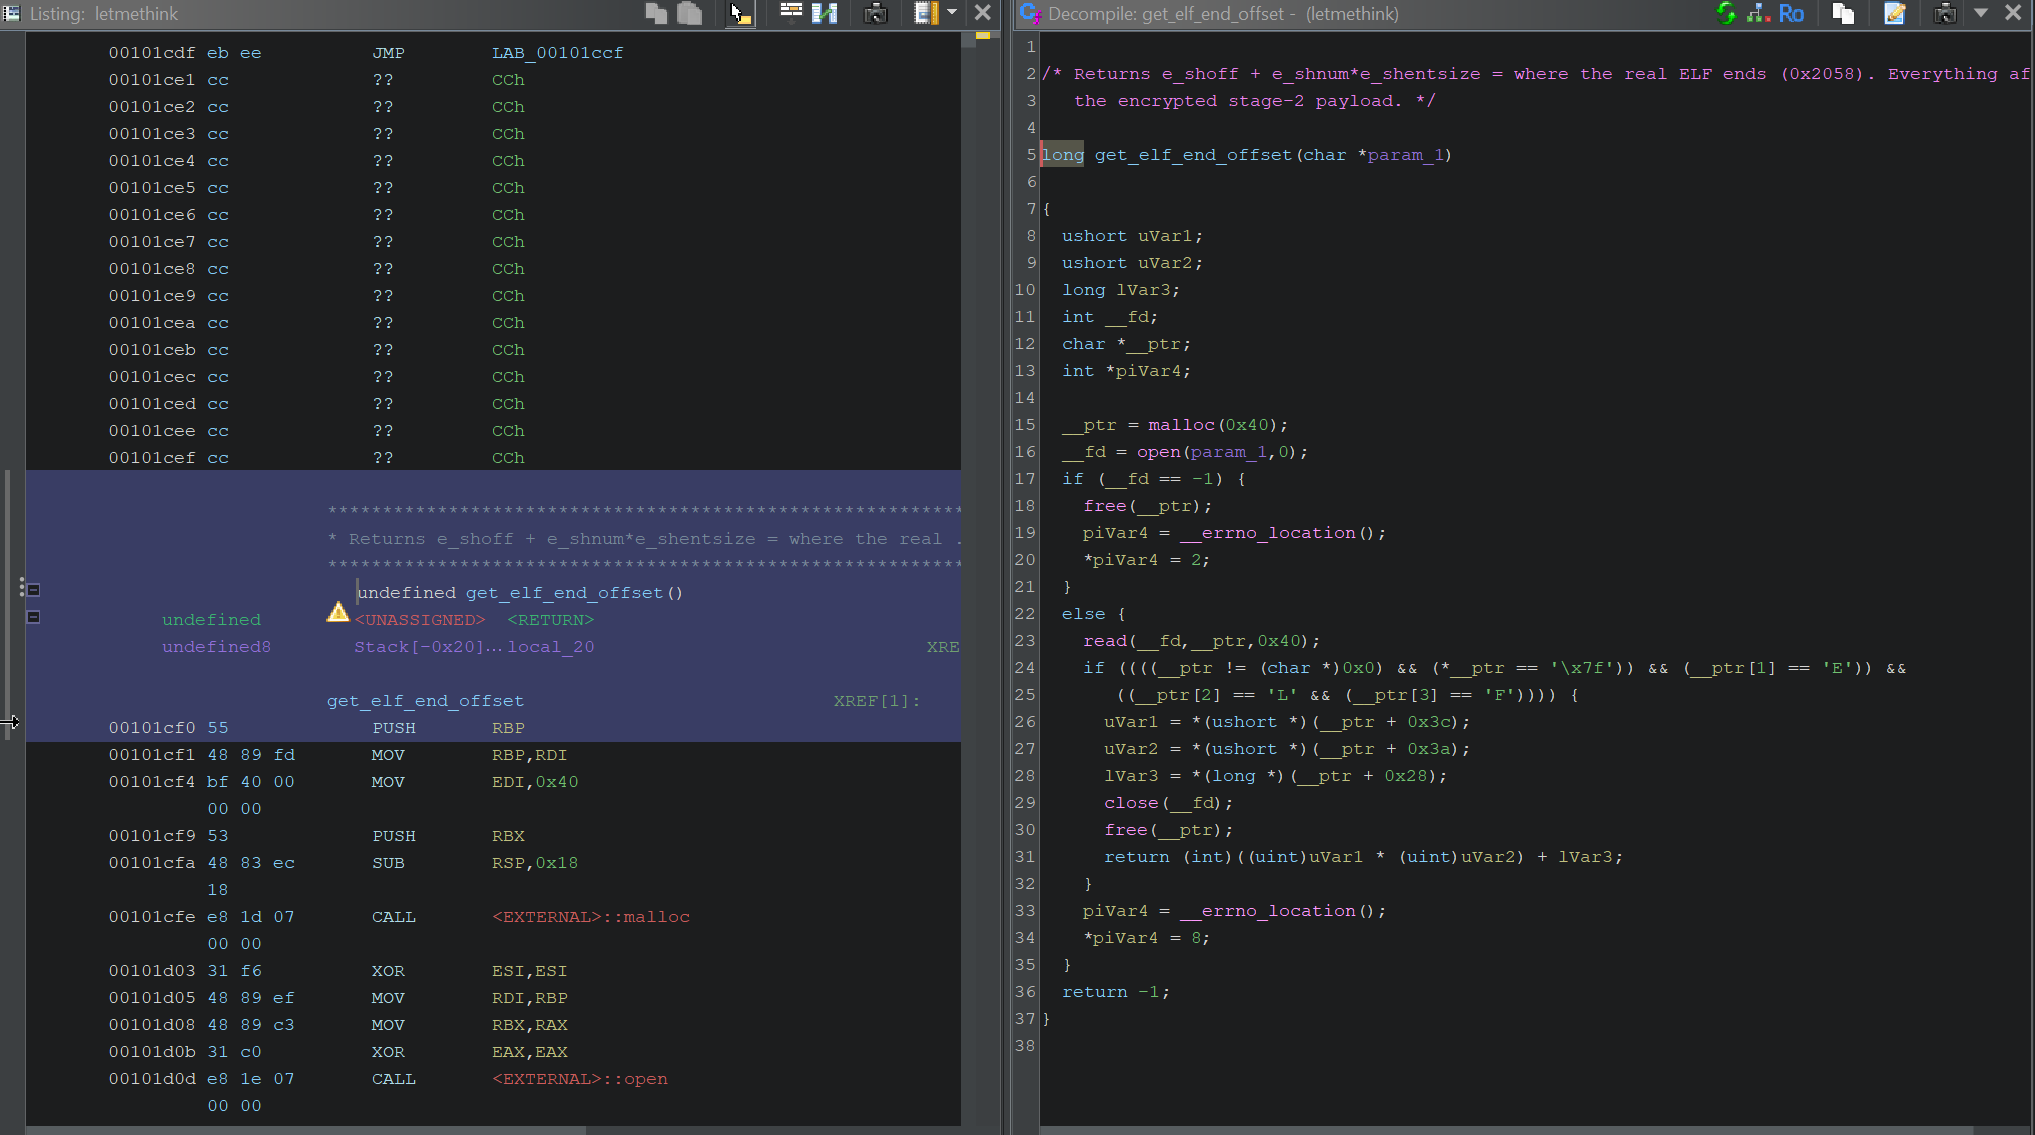 Listing: letmethink
00101cdf eb ee JMP LAB_00101ccf
00101ce1 cc ?? CCh
00101ce2 cc ?? CCh
00101ce3 cc ?? CCh
00101ce4 cc ?? CCh
00101ce5 cc ?? CCh
00101ce6 cc ?? CCh
00101ce7 cc ?? CCh
00101ce8 cc ?? CCh
00101ce9 cc ?? CCh
00101cea cc ?? CCh
00101ceb cc ?? CCh
00101cec cc ?? CCh
00101ced cc ?? CCh
00101cee cc ?? CCh
00101cef cc ?? CCh
************************************************************
* Returns e_shoff + e_shnum*e_shentsize = where the real .
************************************************************
undefined get_elf_end_offset()
undefined <UNASSIGNED> <RETURN>
undefined8 Stack[-0x20]... local_20 XRE
get_elf_end_offset XREF[1]:
00101cf0 55 PUSH RBP
00101cf1 48 89 fd MOV RBP,RDI
00101cf4 bf 40 00 MOV EDI,0x40
00 00
00101cf9 53 PUSH RBX
00101cfa 48 83 ec SUB RSP,0x18
18
00101cfe e8 1d 07 CALL <EXTERNAL>::malloc
00 00
00101d03 31 f6 XOR ESI,ESI
00101d05 48 89 ef MOV RDI,RBP
00101d08 48 89 c3 MOV RBX,RAX
00101d0b 31 c0 XOR EAX,EAX
00101d0d e8 1e 07 CALL <EXTERNAL>::open
00 00
Decompile: get_elf_end_offset - (letmethink)
Ro
1
2 /* Returns e_shoff + e_shnum*e_shentsize = where the real ELF ends (0x2058). Everything af
3 the encrypted stage-2 payload. */
4
5 long get_elf_end_offset(char *param_1)
6
7 {
8 ushort uVar1;
9 ushort uVar2;
10 long lVar3;
11 int __fd;
12 char *__ptr;
13 int *piVar4;
14
15 __ptr = malloc(0x40);
16 __fd = open(param_1,0);
17 if (__fd == -1) {
18 free(__ptr);
19 piVar4 = __errno_location();
20 *piVar4 = 2;
21 }
22 else {
23 read(__fd,__ptr,0x40);
24 if ((((__ptr != (char *)0x0) && (*__ptr == '\x7f')) && (__ptr[1] == 'E')) &&
25 ((__ptr[2] == 'L' && (__ptr[3] == 'F')))) {
26 uVar1 = *(ushort *)(__ptr + 0x3c);
27 uVar2 = *(ushort *)(__ptr + 0x3a);
28 lVar3 = *(long *)(__ptr + 0x28);
29 close(__fd);
30 free(__ptr);
31 return (int)((uint)uVar1 * (uint)uVar2) + lVar3;
32 }
33 piVar4 = __errno_location();
34 *piVar4 = 8;
35 }
36 return -1;
37 }
38